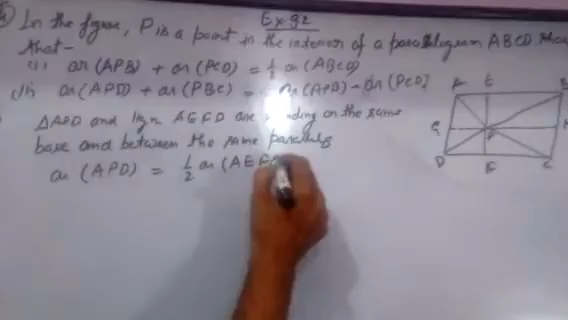 Ex 9.2
In the figure, P is a point in the interior of a parallelogram ABCD show
that -
(i) ar (APB) + ar (PCD) = 1/2 ar (ABCD)
(ii) ar (APD) + ar (PBC) = ar (APB) - ar (PCD)
Δ APD and llgm AEFD are standing on the same
base and between the same parallels
ar (APD) = 1/2 ar (AEF
A E B
G P H
D F C